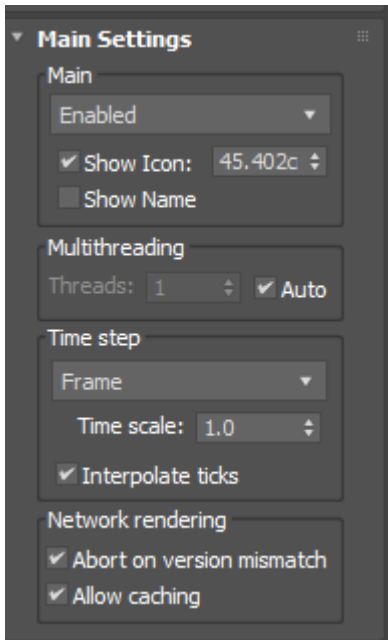 Main Settings
Main
Enabled
Show Icon: 45.402c
Show Name
Multithreading
Threads: 1 Auto
Time step
Frame
Time scale: 1.0
Interpolate ticks
Network rendering
Abort on version mismatch
Allow caching